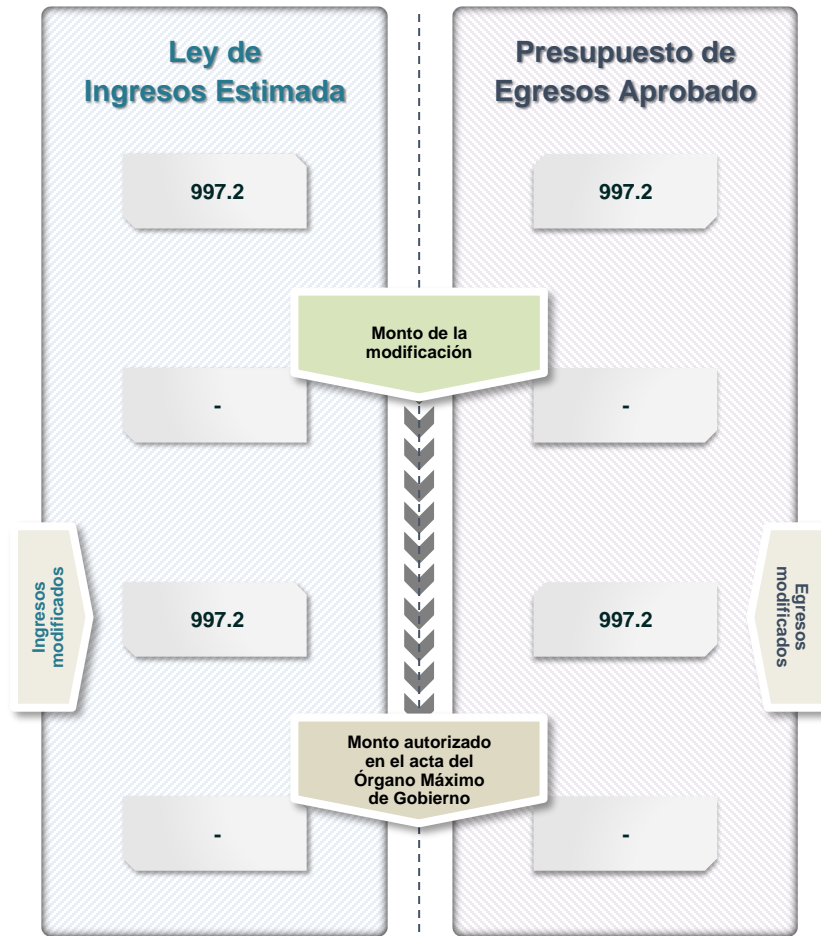 Ley de
Ingresos Estimada
Presupuesto de
Egresos Aprobado
997.2
997.2
Monto de la
modificación
-
-
Ingresos
modificados
997.2
997.2
Egresos
modificados
Monto autorizado
en el acta del
Órgano Máximo
de Gobierno
-
-